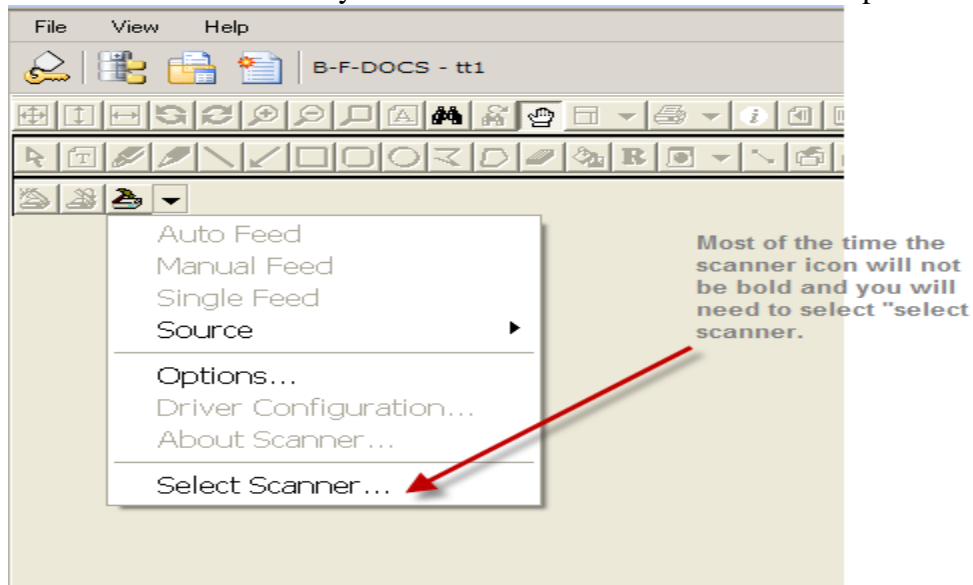 File View Help
B-F-DOCS - tt1
Auto Feed
Manual Feed
Single Feed
Source
Options...
Driver Configuration...
About Scanner...
Select Scanner...
Most of the time the
scanner icon will not
be bold and you will
need to select "select
scanner.